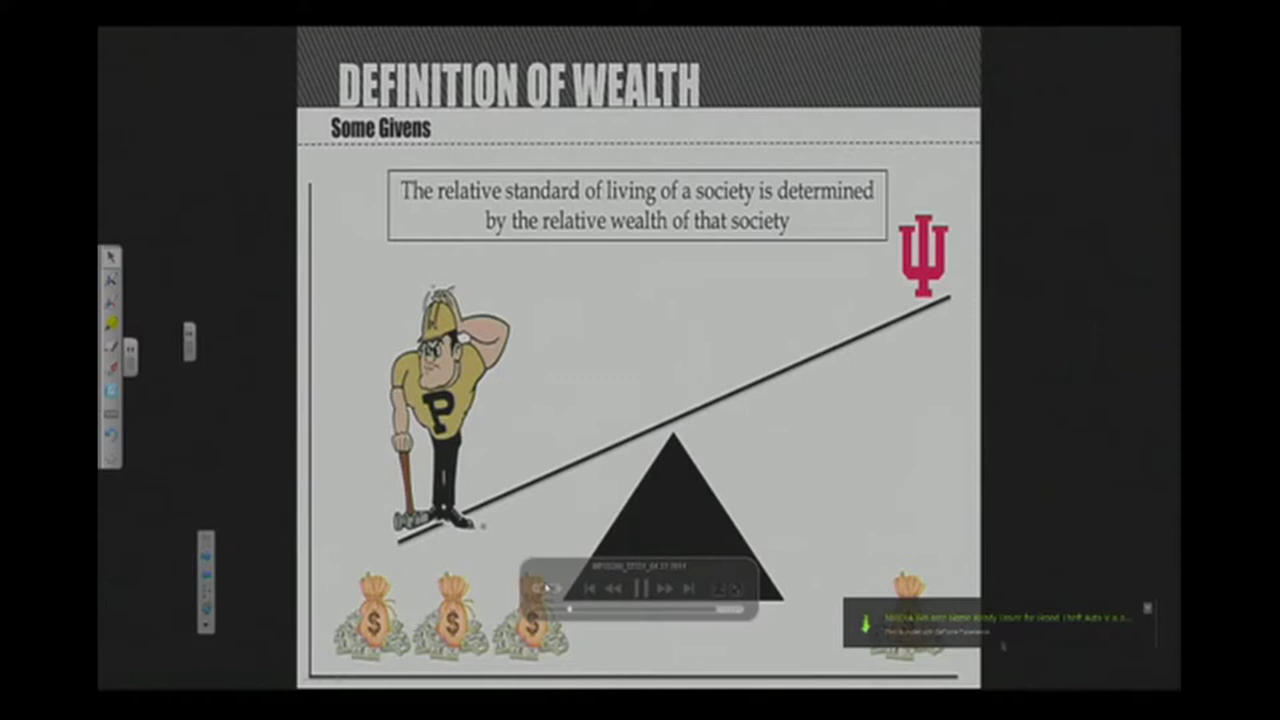 DEFINITION OF WEALTH
Some Givens
The relative standard of living of a society is determined
by the relative wealth of that society
P
$
$
$